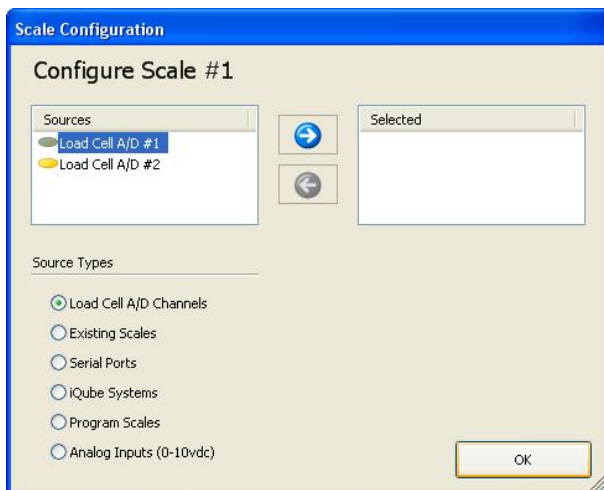 Scale Configuration
Configure Scale #1
Sources
Selected
Load Cell A/D #1
Load Cell A/D #2
Source Types
Load Cell A/D Channels
Existing Scales
Serial Ports
iQube Systems
Program Scales
Analog Inputs (0-10vdc)
OK